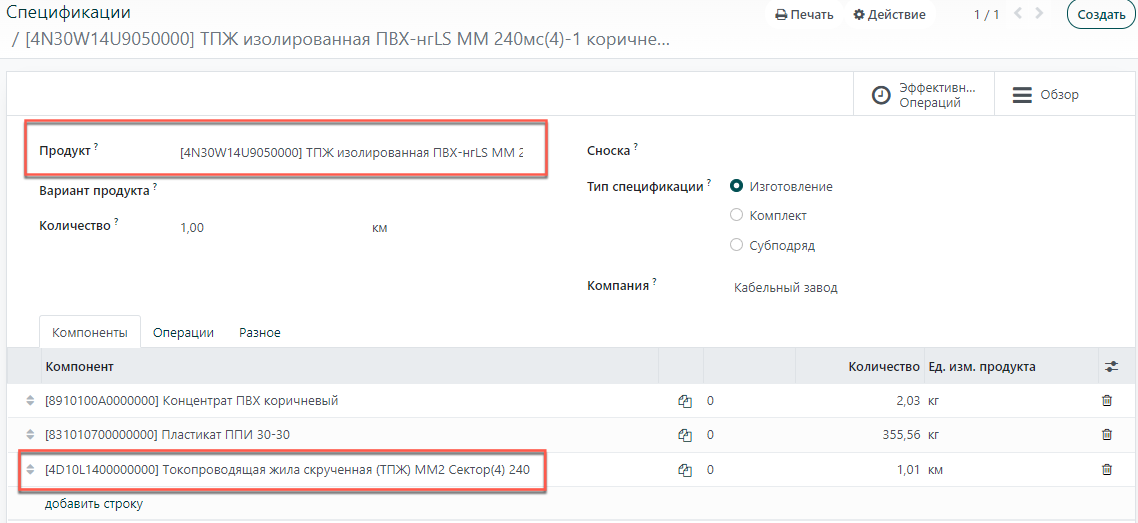 Спецификации
Печать Действие 1 / 1 Создать
/ [4N30W14U9050000] ТПЖ изолированная ПВХ-нгLS ММ 240мс(4)-1 коричне...
Эффективн... Операций
Обзор
Продукт ? [4N30W14U9050000] ТПЖ изолированная ПВХ-нгLS ММ 2
Сноска ?
Вариант продукта ?
Тип спецификации ? Изготовление
Комплект
Субподряд
Количество ? 1,00 км
Компания ? Кабельный завод
Компоненты Операции Разное
Компонент Количество Ед. изм. продукта
[8910100A0000000] Концентрат ПВХ коричневый 0 2,03 кг
[831010700000000] Пластикат ППИ 30-30 0 355,56 кг
[4D10L1400000000] Токопроводящая жила скрученная (ТПЖ) ММ2 Сектор(4) 240 0 1,01 км
добавить строку